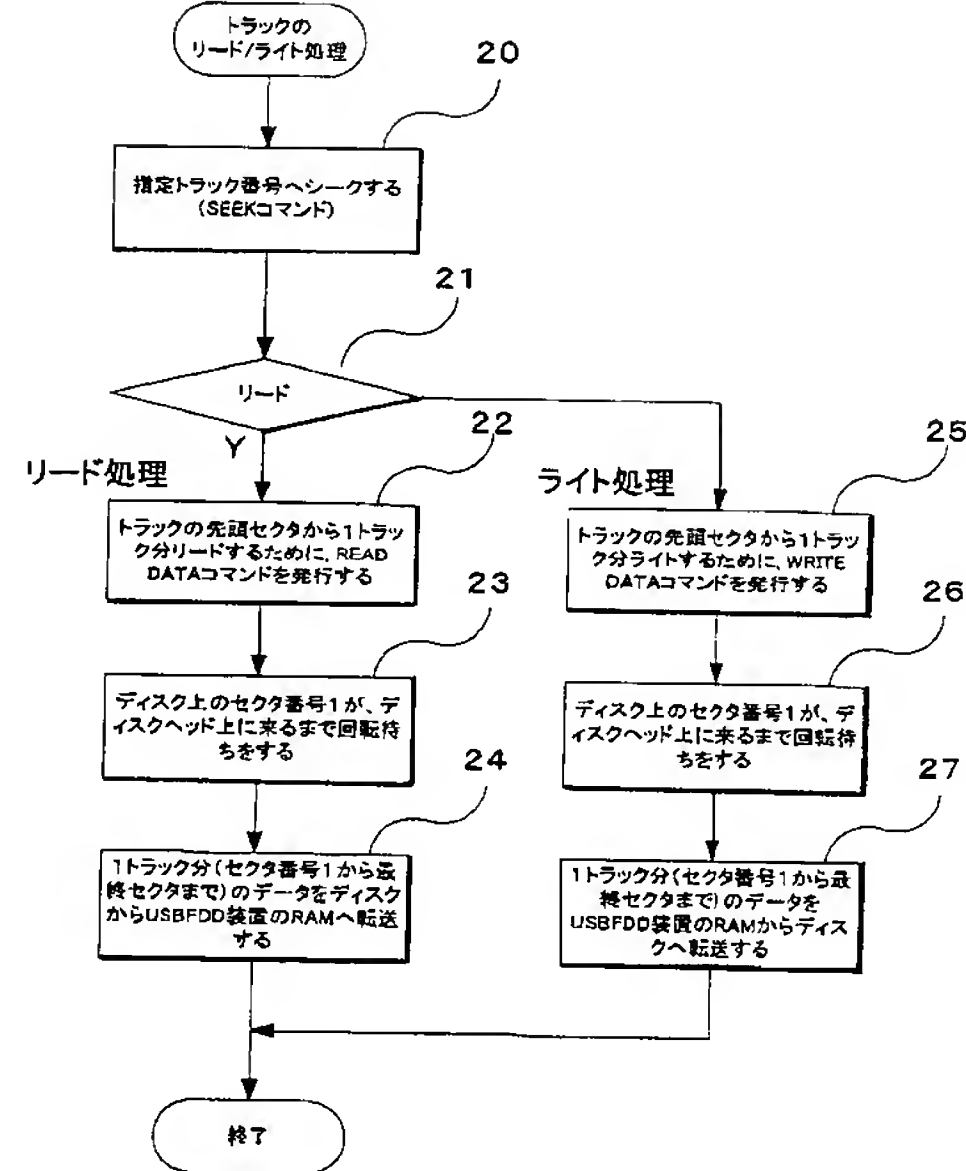 トラックの
リード/ライト処理
20
指定トラック番号へシークする
(SEEKコマンド)
21
リード
Y
リード処理
22
トラックの先頭セクタから1トラッ
ク分リードするために, READ
DATAコマンドを発行する
23
ディスク上のセクタ番号1が、デ
ィスクヘッド上に来るまで回転待
ちをする
24
1トラック分(セクタ番号1から最
終セクタまで)のデータをディスク
からUSBFDD装置のRAMへ転送
する
ライト処理
25
トラックの先頭セクタから1トラッ
ク分ライトするために, WRITE
DATAコマンドを発行する
26
ディスク上のセクタ番号1が、デ
ィスクヘッド上に来るまで回転待
ちをする
27
1トラック分(セクタ番号1から最
終セクタまで)のデータを
USBFDD装置のRAMからディス
クへ転送する
終了